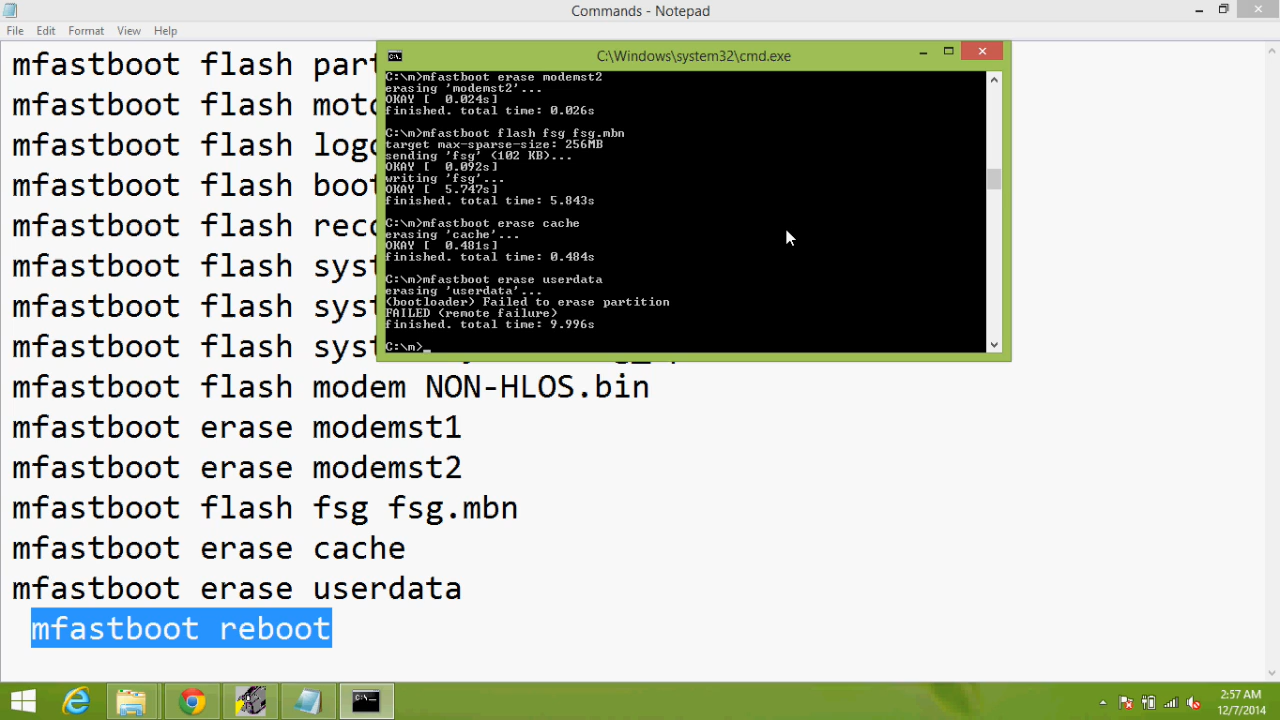 Commands - Notepad
File Edit Format View Help
mfastboot flash part
mfastboot flash moto
mfastboot flash logo
mfastboot flash boot
mfastboot flash reco
mfastboot flash syst
mfastboot flash syst
mfastboot flash syst
mfastboot flash modem NON-HLOS.bin
mfastboot erase modemst1
mfastboot erase modemst2
mfastboot flash fsg fsg.mbn
mfastboot erase cache
mfastboot erase userdata
mfastboot reboot
C:\Windows\system32\cmd.exe
C:\m>mfastboot erase modemst2
erasing 'modemst2'...
OKAY [  0.024s]
finished. total time: 0.026s
C:\m>mfastboot flash fsg fsg.mbn
target max-sparse-size: 256MB
sending 'fsg' (102 KB)...
OKAY [  0.092s]
writing 'fsg'...
OKAY [  5.747s]
finished. total time: 5.843s
C:\m>mfastboot erase cache
erasing 'cache'...
OKAY [  0.481s]
finished. total time: 0.484s
C:\m>mfastboot erase userdata
erasing 'userdata'...
(bootloader) Failed to erase partition
FAILED (remote failure)
finished. total time: 9.996s
C:\m>_
2:57 AM
12/7/2014